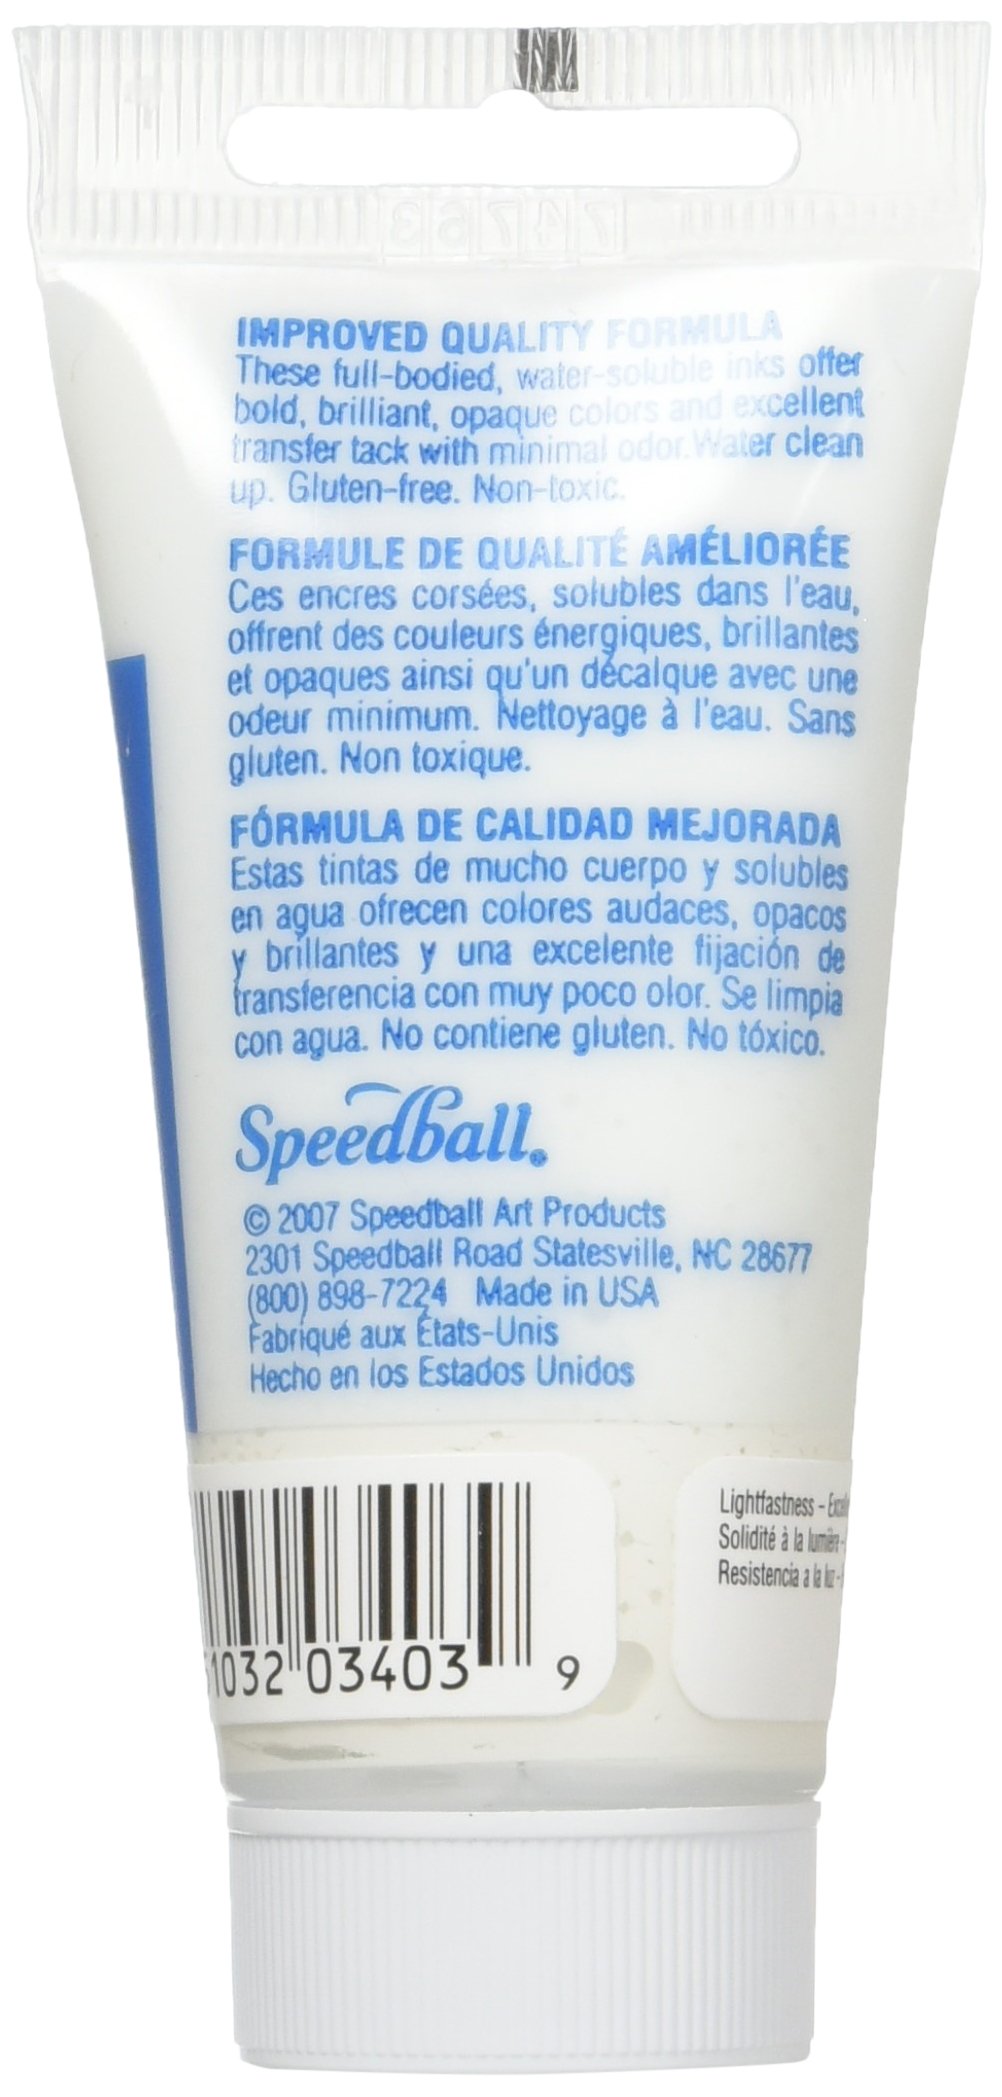 74763
IMPROVED QUALITY FORMULA
These full-bodied, water-soluble inks offer
bold, brilliant, opaque colors and excellent
transfer tack with minimal odor. Water clean
up. Gluten-free. Non-toxic.
FORMULE DE QUALITÉ AMÉLIORÉE
Ces encres corsées, solubles dans l'eau,
offrent des couleurs énergiques, brillantes
et opaques ainsi qu'un décalque avec une
odeur minimum. Nettoyage à l'eau. Sans
gluten. Non toxique.
FÓRMULA DE CALIDAD MEJORADA
Estas tintas de mucho cuerpo y solubles
en agua ofrecen colores audaces, opacos
y brillantes y una excelente fijación de
transferencia con muy poco olor. Se limpia
con agua. No contiene gluten. No tóxico.
Speedball®
© 2007 Speedball Art Products
2301 Speedball Road Statesville, NC 28677
(800) 898-7224 Made in USA
Fabriqué aux États-Unis
Hecho en los Estados Unidos
51032 03403 9
Lightfastness -
Solidité à la lumière -
Resistencia a la luz -